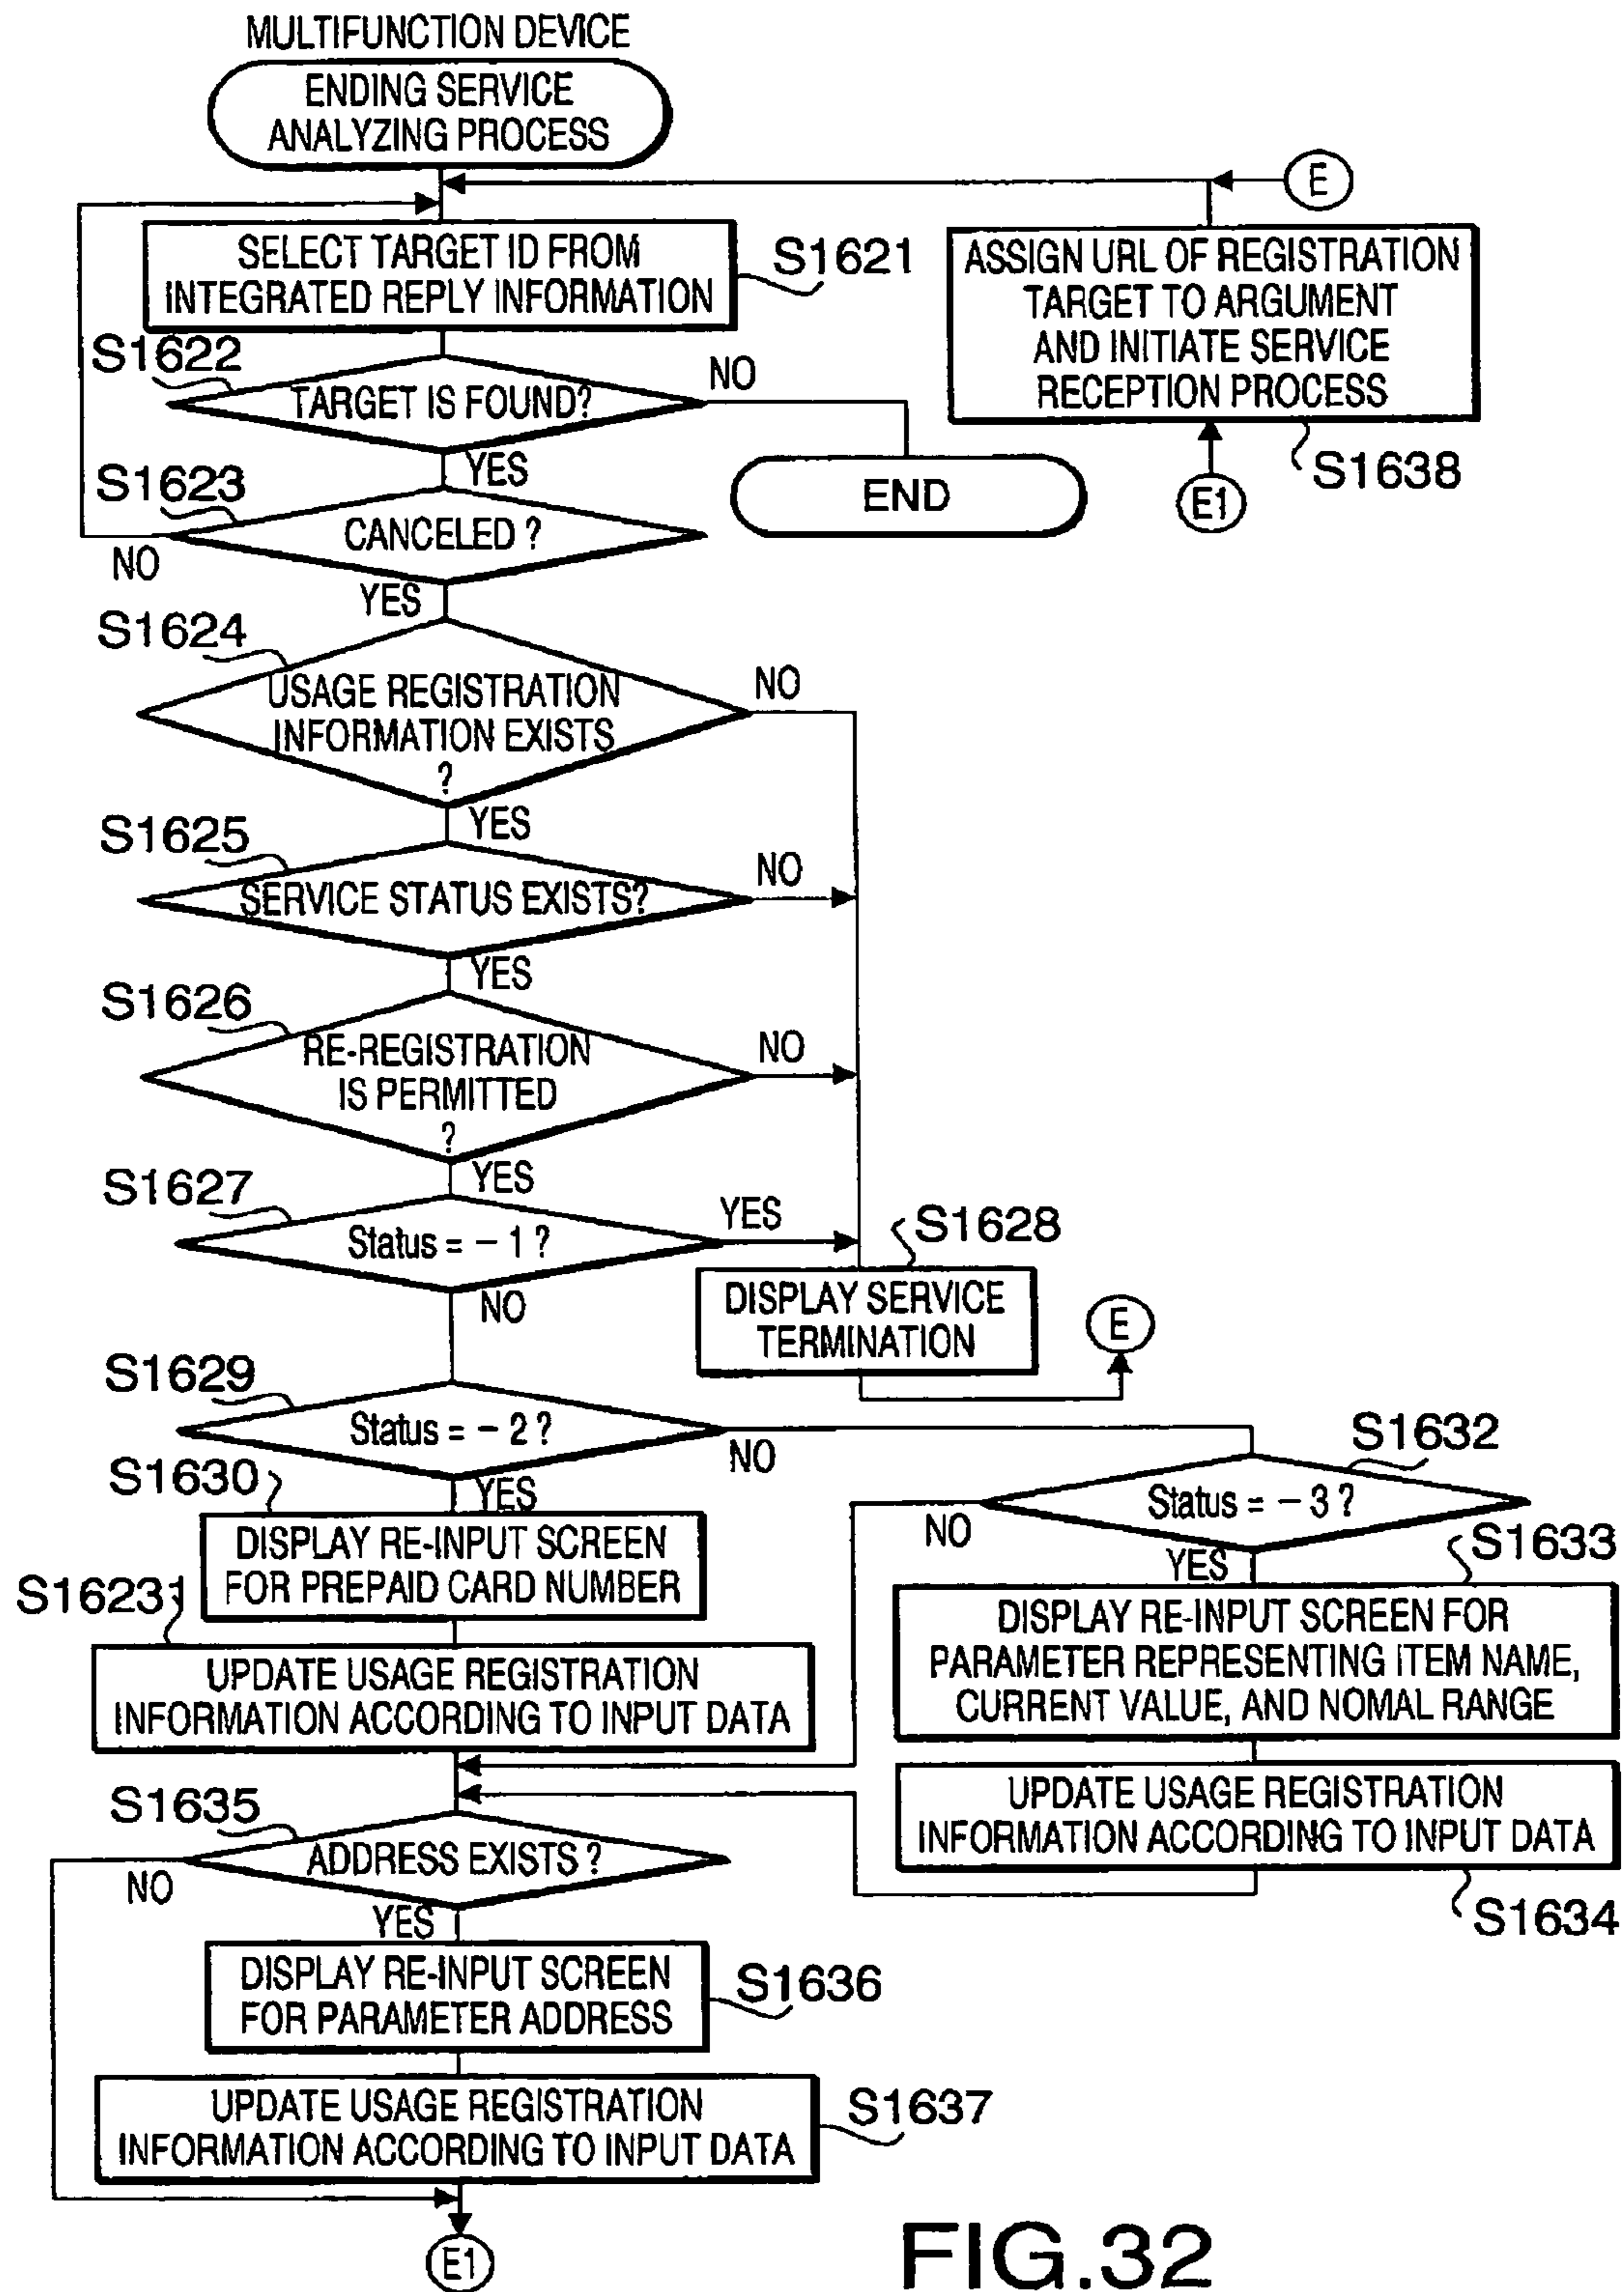 MULTIFUNCTION DEVICE
ENDING SERVICE
ANALYZING PROCESS
E
SELECT TARGET ID FROM
INTEGRATED REPLY INFORMATION
S1621
ASSIGN URL OF REGISTRATION
TARGET TO ARGUMENT
AND INITIATE SERVICE
RECEPTION PROCESS
S1638
E1
S1622
TARGET IS FOUND?
NO
YES
END
S1623
CANCELED ?
NO
YES
S1624
USAGE REGISTRATION
INFORMATION EXISTS
?
NO
YES
S1625
SERVICE STATUS EXISTS?
NO
YES
S1626
RE-REGISTRATION
IS PERMITTED
?
NO
YES
S1627
Status = – 1 ?
YES
NO
S1628
DISPLAY SERVICE
TERMINATION
E
S1629
Status = – 2 ?
NO
YES
S1632
Status = – 3 ?
NO
YES
S1630
DISPLAY RE-INPUT SCREEN
FOR PREPAID CARD NUMBER
S1633
DISPLAY RE-INPUT SCREEN FOR
PARAMETER REPRESENTING ITEM NAME,
CURRENT VALUE, AND NOMAL RANGE
S16231
UPDATE USAGE REGISTRATION
INFORMATION ACCORDING TO INPUT DATA
UPDATE USAGE REGISTRATION
INFORMATION ACCORDING TO INPUT DATA
S1634
S1635
ADDRESS EXISTS ?
NO
YES
DISPLAY RE-INPUT SCREEN
FOR PARAMETER ADDRESS
S1636
UPDATE USAGE REGISTRATION
INFORMATION ACCORDING TO INPUT DATA
S1637
E1
FIG.32